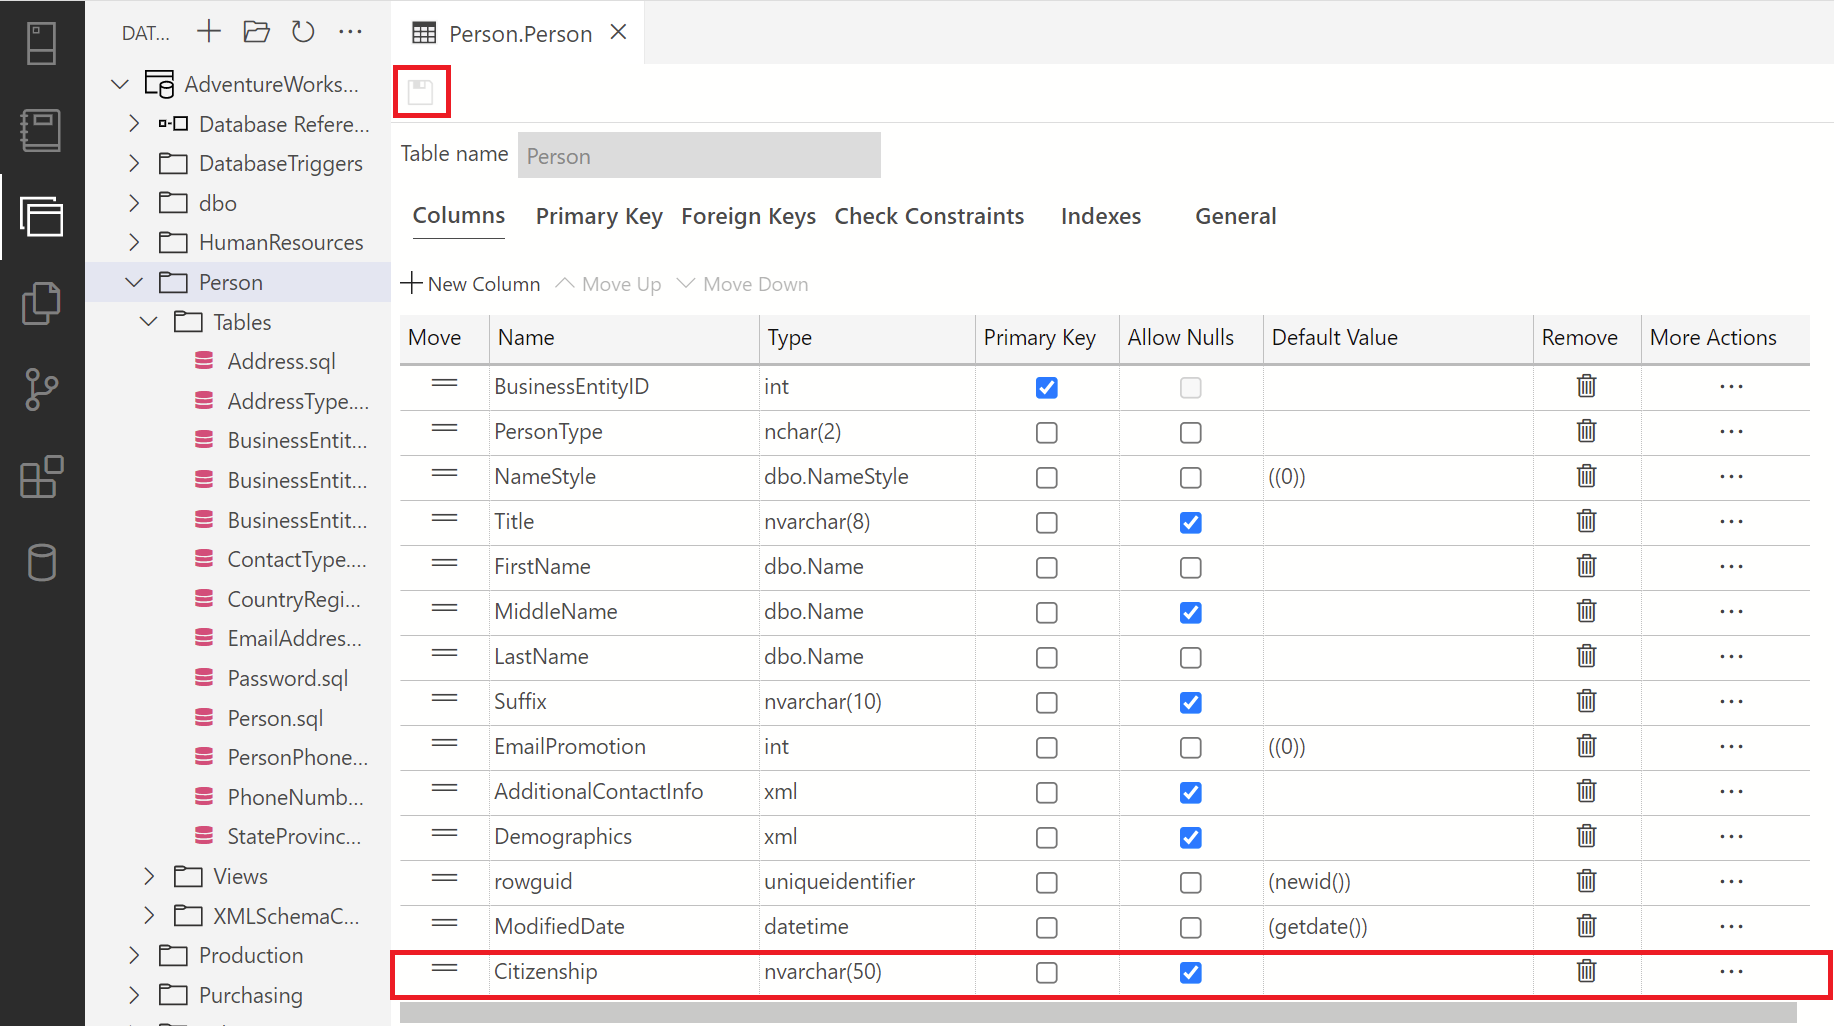 DAT...
AdventureWorks...
Database Refere...
DatabaseTriggers
dbo
HumanResources
Person
Tables
Address.sql
AddressType....
BusinessEntit...
BusinessEntit...
BusinessEntit...
ContactType....
CountryRegi...
EmailAddres...
Password.sql
Person.sql
PersonPhone...
PhoneNumb...
StateProvinc...
Views
XMLSchemaC...
Production
Purchasing
Person.Person
Table name Person
Columns Primary Key Foreign Keys Check Constraints Indexes General
New Column Move Up Move Down
Move Name Type Primary Key Allow Nulls Default Value Remove More Actions
BusinessEntityID int
PersonType nchar(2)
NameStyle dbo.NameStyle ((0))
Title nvarchar(8)
FirstName dbo.Name
MiddleName dbo.Name
LastName dbo.Name
Suffix nvarchar(10)
EmailPromotion int ((0))
AdditionalContactInfo xml
Demographics xml
rowguid uniqueidentifier (newid())
ModifiedDate datetime (getdate())
Citizenship nvarchar(50)